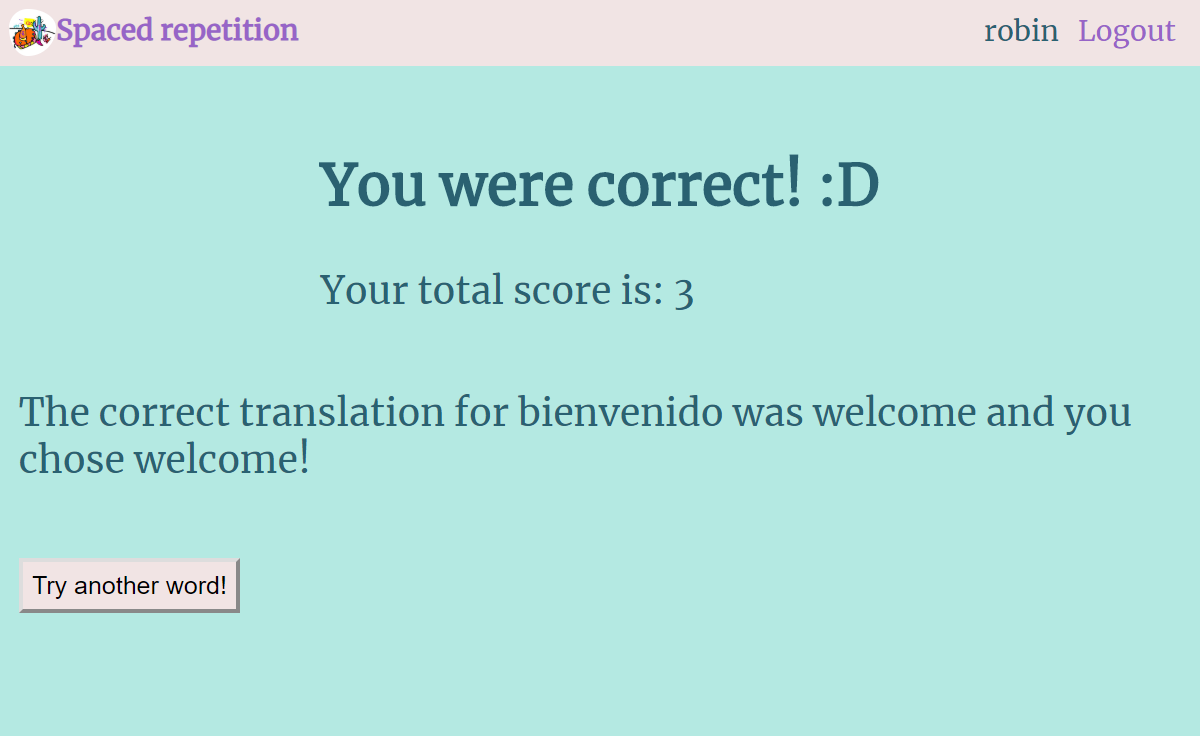 Spaced repetition
robin Logout
You were correct! :D
Your total score is: 3
The correct translation for bienvenido was welcome and you
chose welcome!
Try another word!